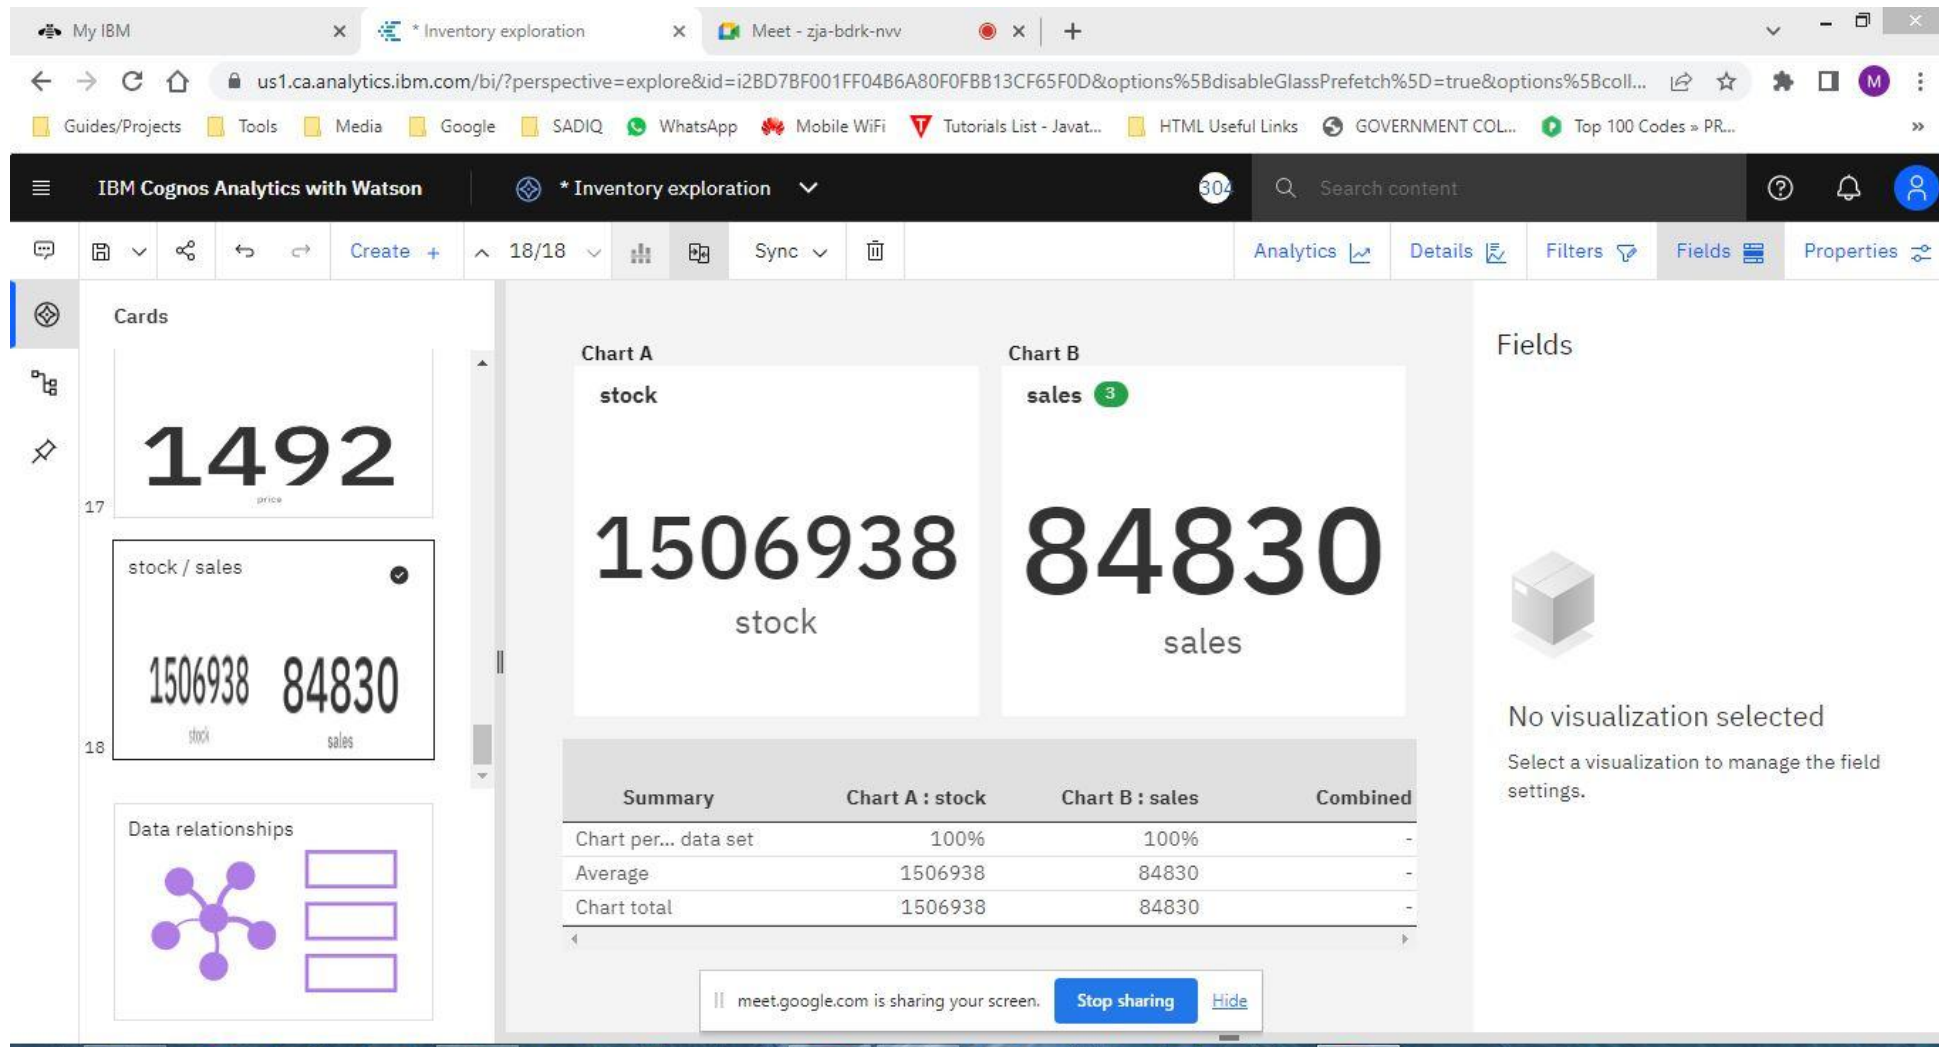 My IBM
* Inventory exploration
Meet - zja-bdrk-nvv
us1.ca.analytics.ibm.com/bi/?perspective=explore&id=i2BD7BF001FF04B6A80F0FBB13CF65F0D&options%5BdisableGlassPrefetch%5D=true&options%5Bcoll...
M
Guides/Projects Tools Media Google SADIQ WhatsApp Mobile WiFi Tutorials List - Javat... HTML Useful Links GOVERNMENT COL... Top 100 Codes » PR... »
IBM Cognos Analytics with Watson
* Inventory exploration
304
Search content
Create +
18/18
Sync
Analytics
Details
Filters
Fields
Properties
Cards
1492
price
17
stock / sales
1506938 84830
stock sales
18
Data relationships
Chart A
stock
1506938
stock
Chart B
sales 3
84830
sales
Summary Chart A : stock Chart B : sales Combined
Chart per... data set 100% 100% -
Average 1506938 84830 -
Chart total 1506938 84830 -
Fields
No visualization selected
Select a visualization to manage the field
settings.
meet.google.com is sharing your screen. Stop sharing Hide